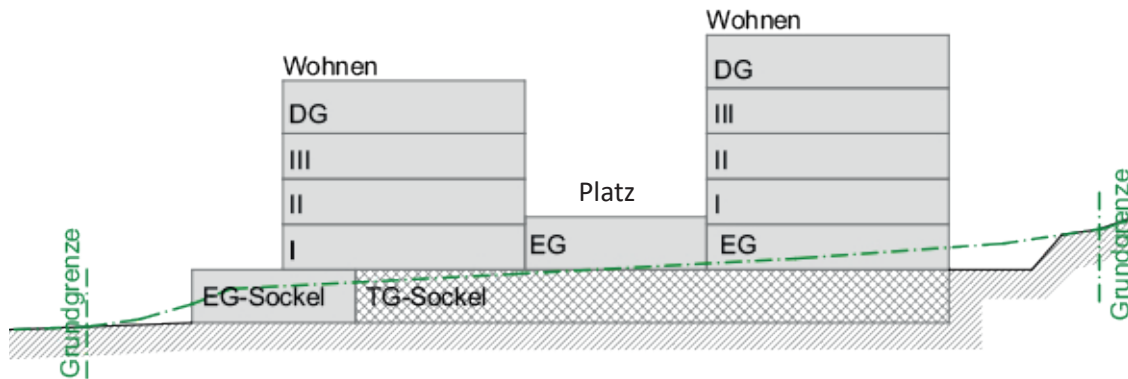 Wohnen
DG
III
II
I
EG
Wohnen
DG
III
II
I
Platz
EG
EG-Sockel
TG-Sockel
Grundgrenze
Grundgrenze